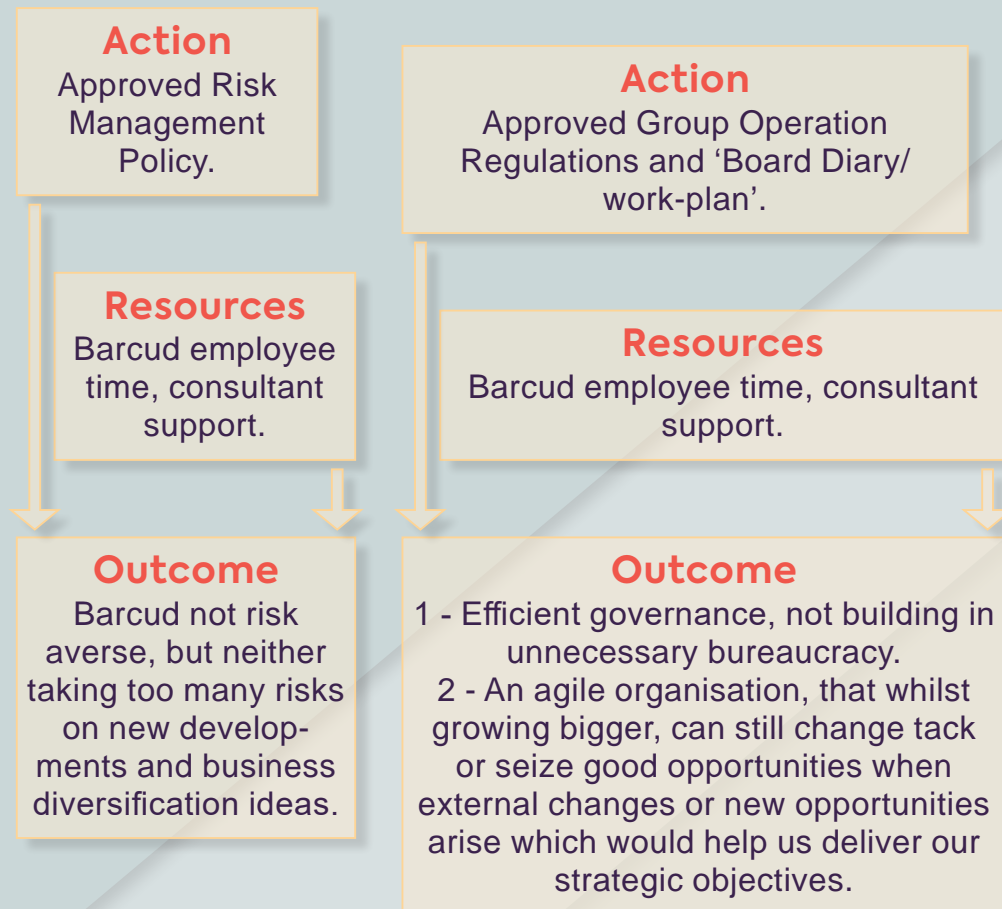 Action
Approved Risk
Management
Policy.
Resources
Barcud employee
time, consultant
support.
Outcome
Barcud not risk
averse, but neither
taking too many risks
on new develop-
ments and business
diversification ideas.
Action
Approved Group Operation
Regulations and ‘Board Diary/
work-plan’.
Resources
Barcud employee time, consultant
support.
Outcome
1 - Efficient governance, not building in
unnecessary bureaucracy.
2 - An agile organisation, that whilst
growing bigger, can still change tack
or seize good opportunities when
external changes or new opportunities
arise which would help us deliver our
strategic objectives.